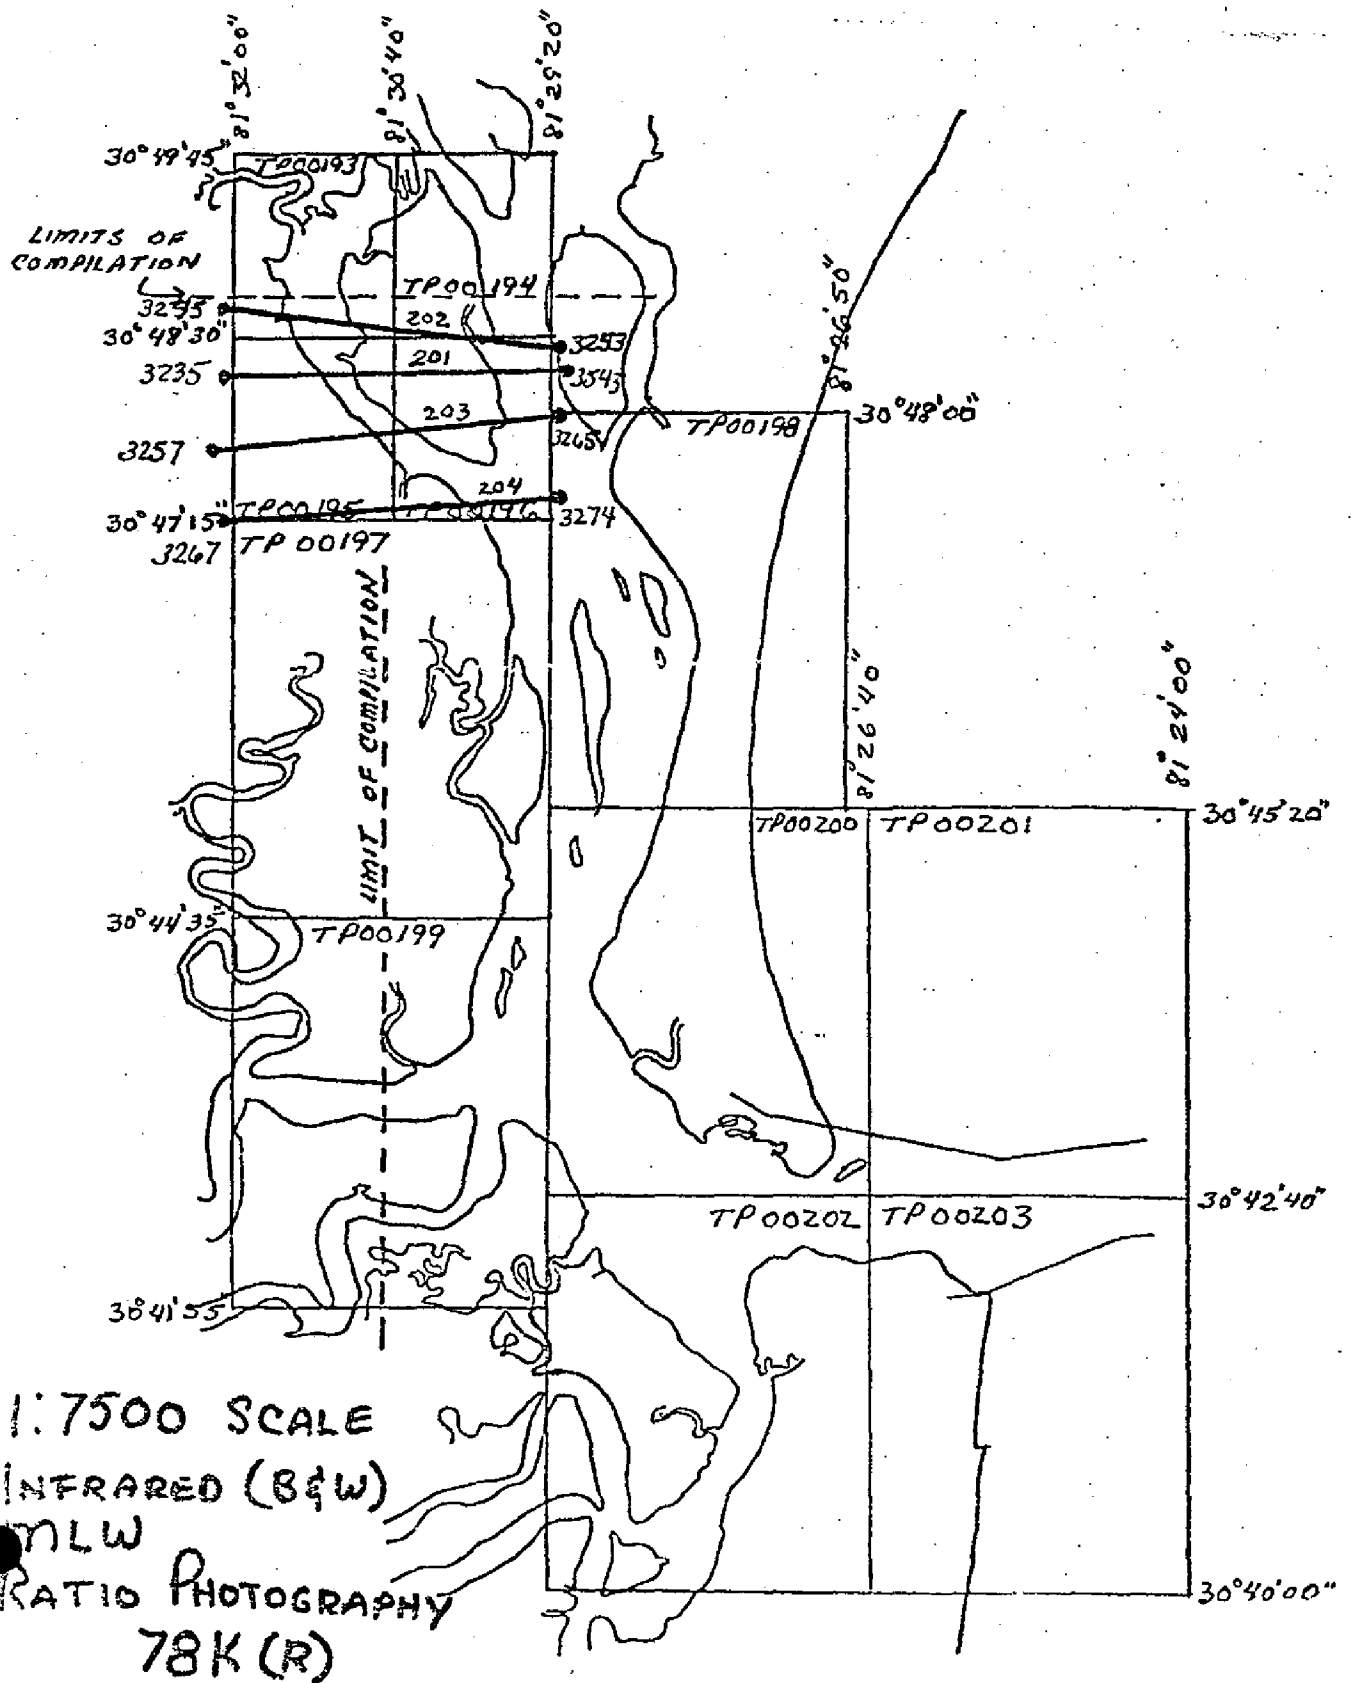 81°32'00"
81°30'40"
81°29'20"
30°49'45"
TP00193
LIMITS OF
COMPILATION
TP00194
81°26'50"
3255
202
30°48'30"
3253
201
3235
3543
203
TP00198
30°48'00"
3257
3265
204
30°47'15"
TP00195
TP00196
3274
3267
TP 00197
LIMIT OF COMPILATION
81°26'40"
81°24'00"
TP00200
TP00201
30°45'20"
30°44'35"
TP00199
30°42'40"
TP00202
TP00203
30°41'55"
1:7500 SCALE
INFRARED (B&W)
MLW
RATIO PHOTOGRAPHY
78K (R)
30°40'00"